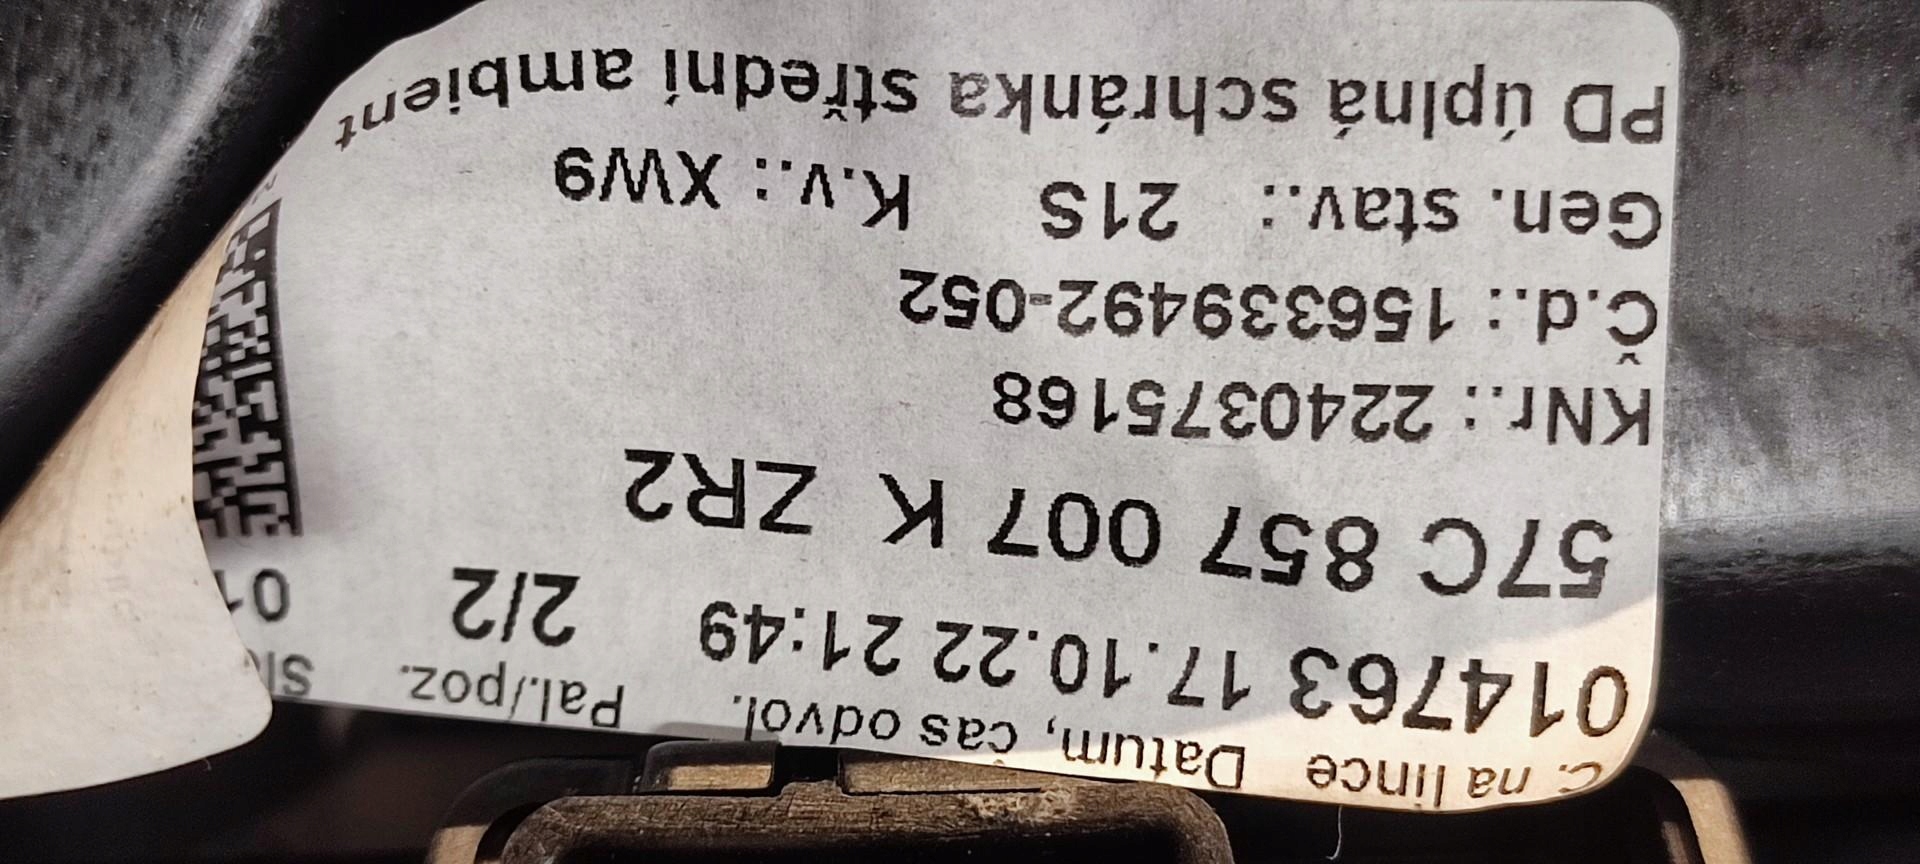 č. na lince Datum, čas odvol. Pal./poz.
014763 17.10.22 21:49 2/2
57C 857 007 K ZR2
KNr.: 2240375168
Č.d.: 156339492-052
Gen. stav.: 21S K.v.: XW9
PD úplná schránka střední ambient